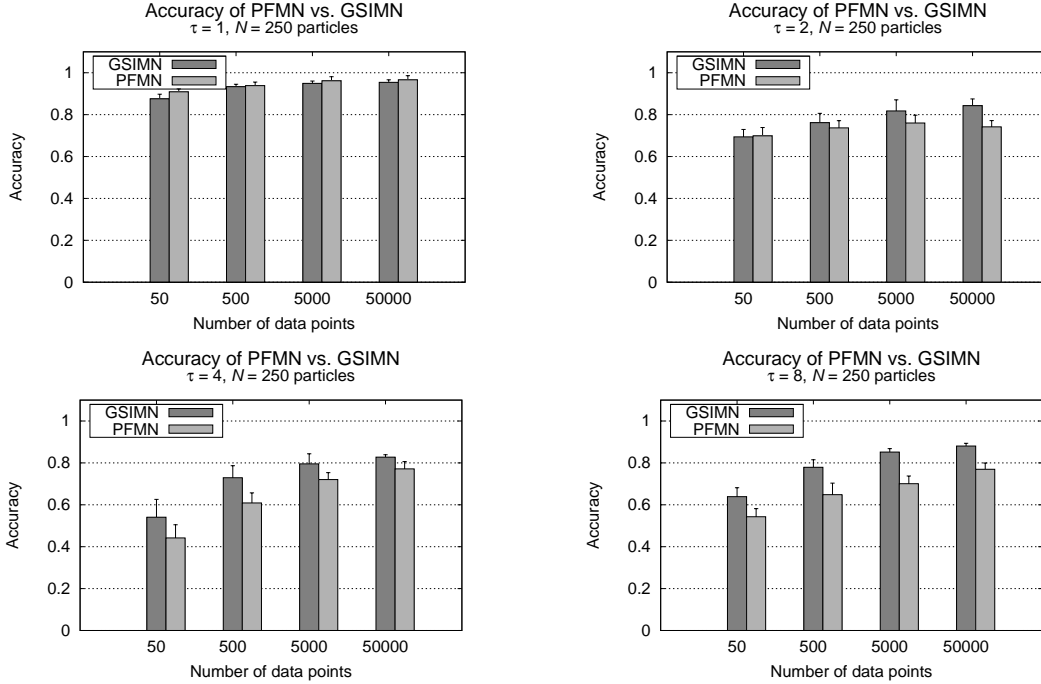 Accuracy of PFMN vs. GSIMN
τ = 1, N = 250 particles
GSIMN
PFMN
1
0.8
0.6
0.4
0.2
0
Accuracy
50 500 5000 50000
Number of data points
Accuracy of PFMN vs. GSIMN
τ = 2, N = 250 particles
GSIMN
PFMN
1
0.8
0.6
0.4
0.2
0
Accuracy
50 500 5000 50000
Number of data points
Accuracy of PFMN vs. GSIMN
τ = 4, N = 250 particles
GSIMN
PFMN
1
0.8
0.6
0.4
0.2
0
Accuracy
50 500 5000 50000
Number of data points
Accuracy of PFMN vs. GSIMN
τ = 8, N = 250 particles
GSIMN
PFMN
1
0.8
0.6
0.4
0.2
0
Accuracy
50 500 5000 50000
Number of data points